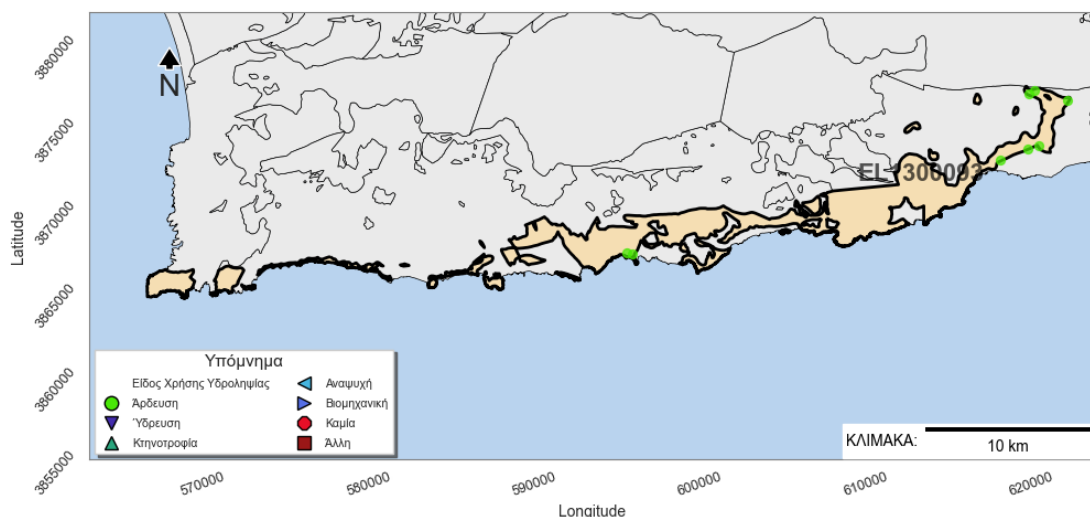 3880000
N
3875000
EL1300093
3870000
Latitude
3865000
Υπόμνημα
Είδος Χρήσης Υδροληψίας
Άρδευση
Ύδρευση
Κτηνοτροφία
Αναψυχή
Βιομηχανική
Καμία
Άλλη
3860000
ΚΛΙΜΑΚΑ:
10 km
3855000
570000
580000
590000
600000
610000
620000
Longitude